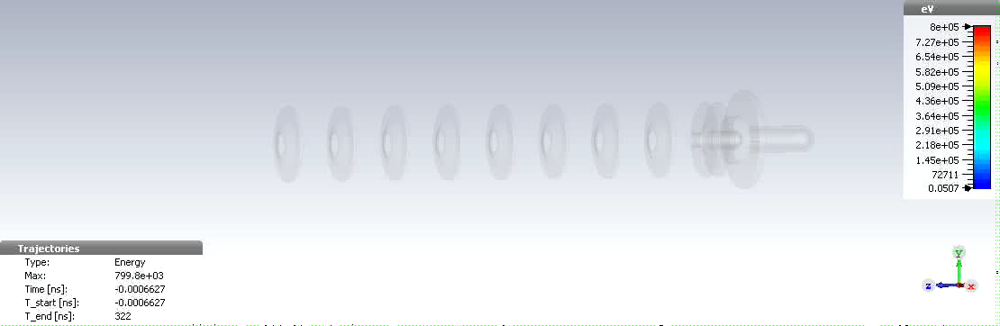 eV
8e+05
7.27e+05
6.54e+05
5.82e+05
5.09e+05
4.36e+05
3.64e+05
2.91e+05
2.18e+05
1.45e+05
72711
0.0507
Trajectories
Type: Energy
Max: 799.8e+03
Time [ns]: -0.0006627
T_start [ns]: -0.0006627
T_end [ns]: 322
Y
z
x